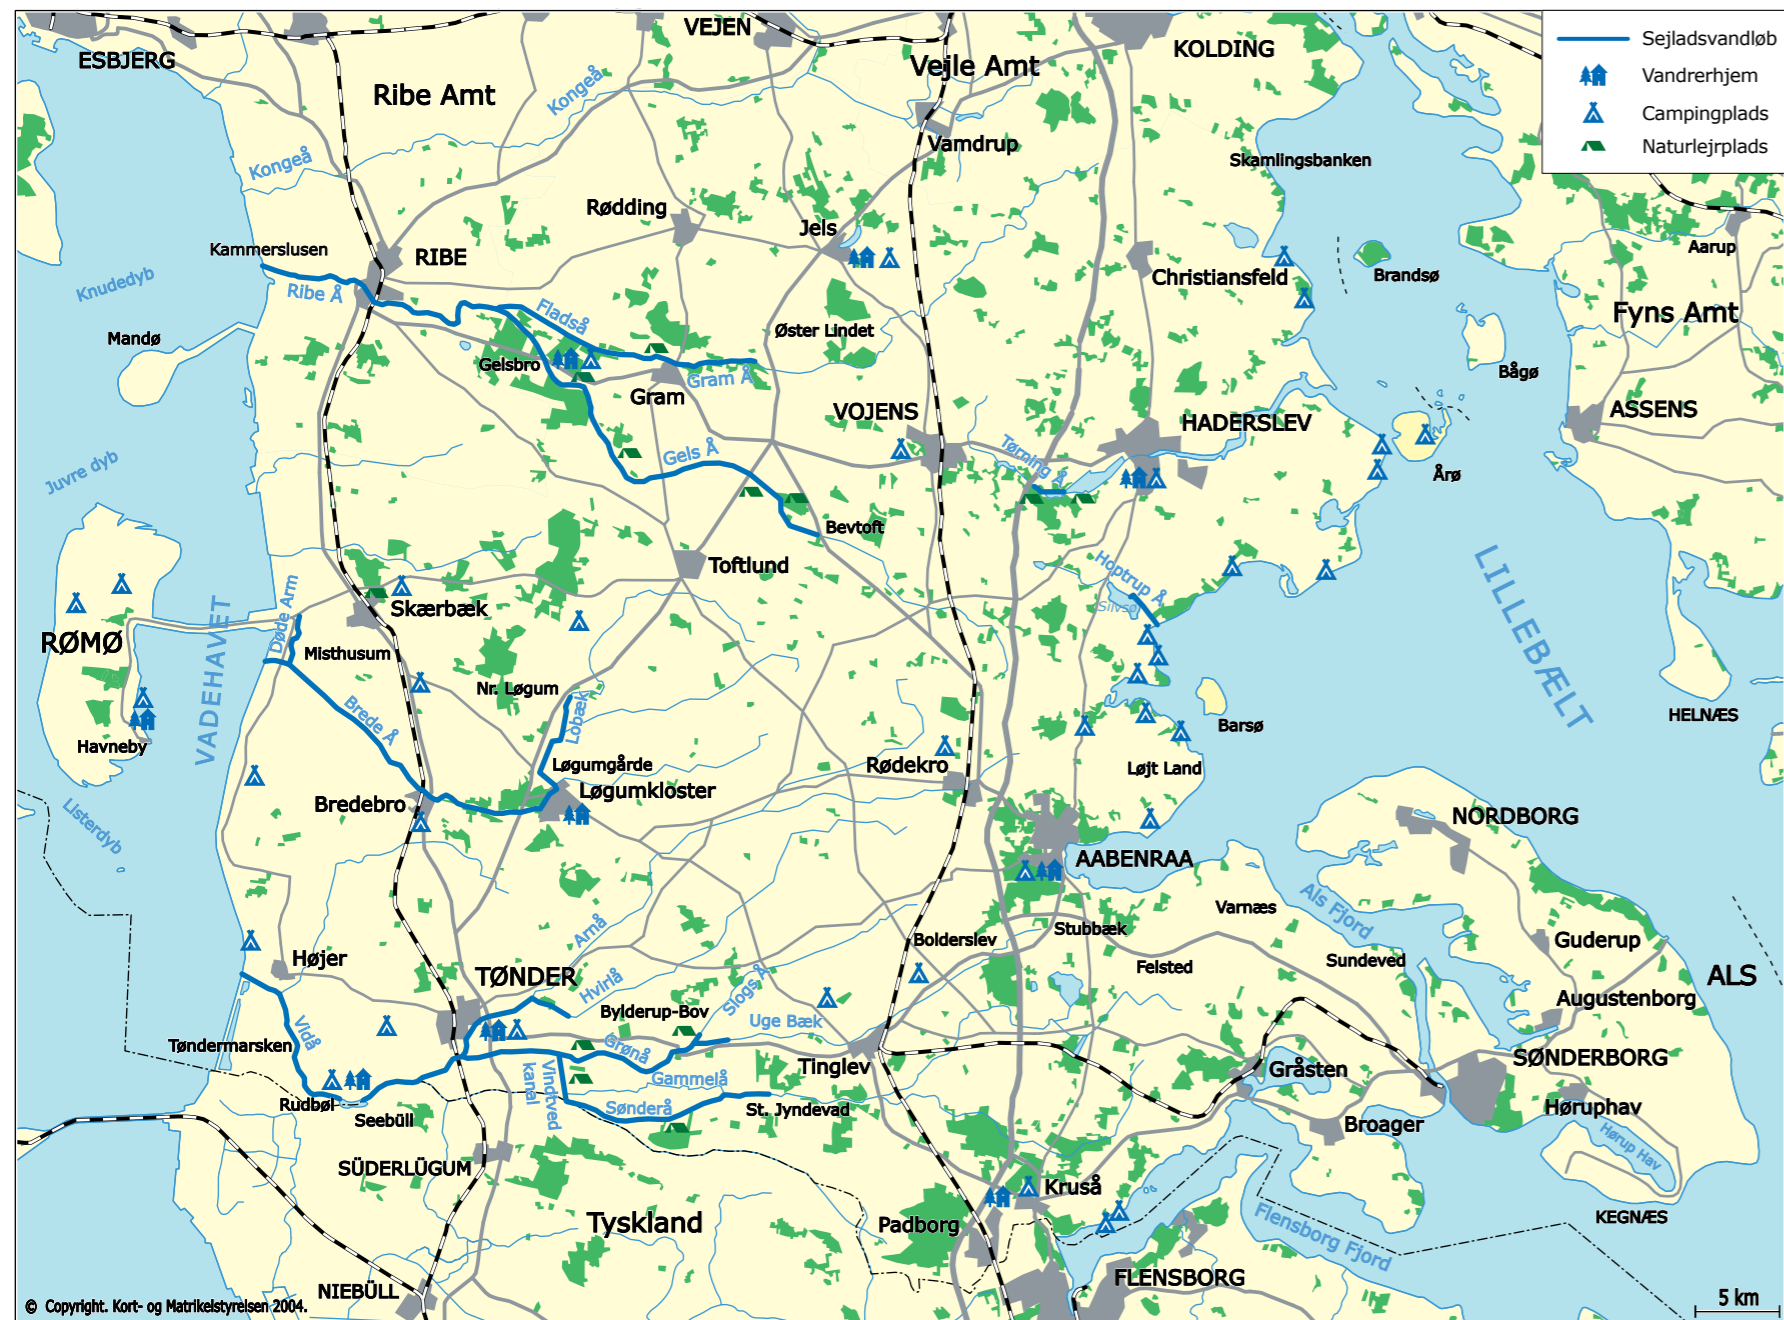 ESBJERG
VEJEN
KOLDING
Sejladsvandløb
Vandrerhjem
Campingplads
Naturlejrplads
Ribe Amt
Vejle Amt
Kongeå
Kongeå
Vamdrup
Skamlingsbanken
Rødding
Jels
Kammerslusen
RIBE
Christiansfeld
Brandsø
Aarup
Knudedyb
Ribe Å
Fladså
Fyns Amt
Mandø
Øster Lindet
Gelsbro
Gram Å
Gram
Bågø
VOJENS
HADERSLEV
ASSENS
Juvre dyb
Gels Å
Tørning Å
Årø
Bevtoft
Toftlund
Hoptrup Å
Slivsø
LILLEBÆLT
Skærbæk
Døde Arm
RØMØ
VADEHAVET
Misthusum
Nr. Løgum
Lobæk
Brede Å
Barsø
HELNÆS
Havneby
Løgumgårde
Rødekro
Løjt Land
Løgumkloster
Bredebro
Listerdyb
NORDBORG
AABENRAA
Als Fjord
Varnæs
Arnå
Bolderslev
Stubbæk
Guderup
Højer
TØNDER
Hvirlå
Slogs Å
Felsted
Sundeved
ALS
Augustenborg
Bylderup-Bov
Uge Bæk
Vidå
Tøndermarsken
Grønå
Tinglev
SØNDERBORG
Gråsten
Vindtved
kanal
Gammelå
Rudbøl
Seebüll
Sønderå
St. Jyndevad
Høruphav
Broager
Hørup Hav
SÜDERLÜGUM
Kruså
Tyskland
Padborg
KEGNÆS
Flensborg Fjord
FLENSBORG
NIEBÜLL
© Copyright. Kort- og Matrikelstyrelsen 2004.
5 km